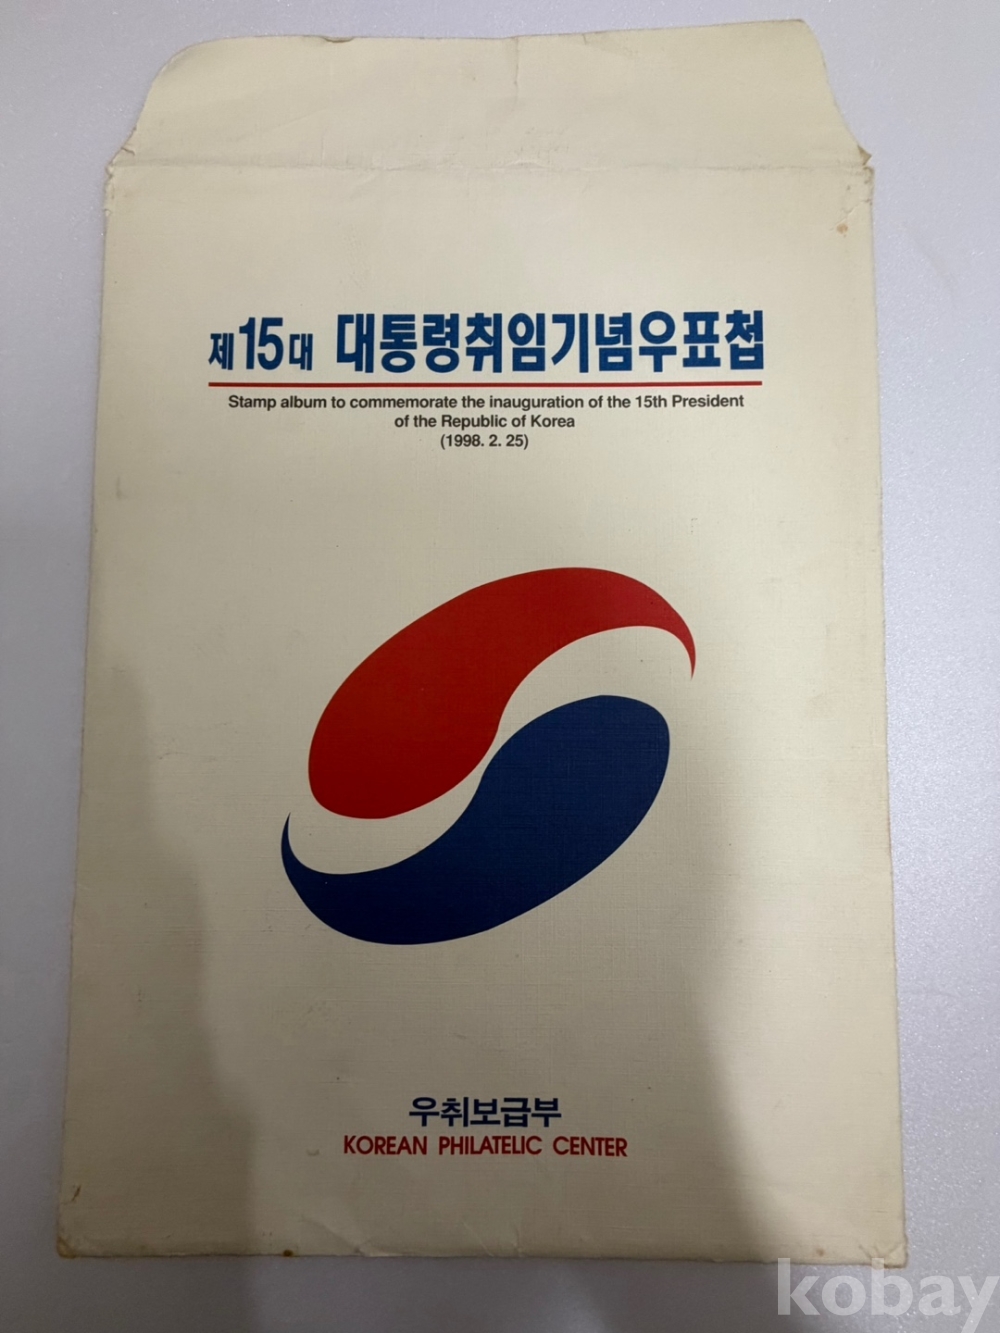 제15대 대통령취임기념우표첩
Stamp album to commemorate the inauguration of the 15th President
of the Republic of Korea
(1998. 2. 25)
우취보급부
KOREAN PHILATELIC CENTER
kobay